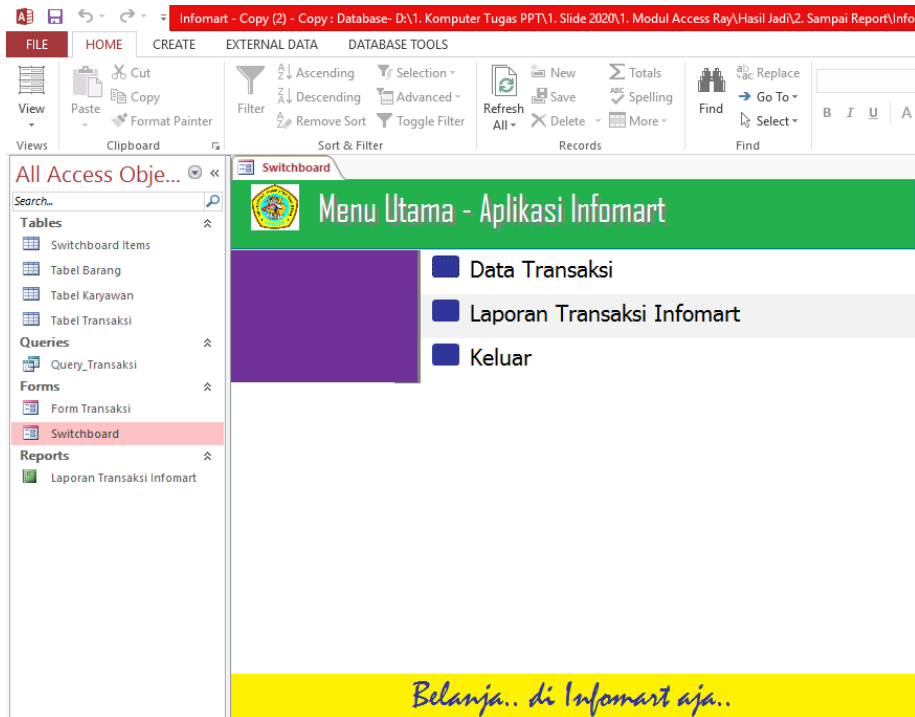 Infomart - Copy (2) - Copy : Database- D:\1. Komputer Tugas PPT\1. Slide 2020\1. Modul Access Ray\Hasil Jadi\2. Sampai Report\Info
FILE HOME CREATE EXTERNAL DATA DATABASE TOOLS
View
Views
Paste
Cut
Copy
Format Painter
Clipboard
Filter
Ascending
Descending
Remove Sort
Selection
Advanced
Toggle Filter
Sort & Filter
Refresh
All
New
Save
Delete
Totals
Spelling
More
Records
Find
Replace
Go To
Select
Find
B I U A
All Access Obje...
Search...
Tables
Switchboard Items
Tabel Barang
Tabel Karyawan
Tabel Transaksi
Queries
Query_Transaksi
Forms
Form Transaksi
Switchboard
Reports
Laporan Transaksi Infomart
Switchboard
Menu Utama - Aplikasi Infomart
Data Transaksi
Laporan Transaksi Infomart
Keluar
Belanja.. di Infomart aja..